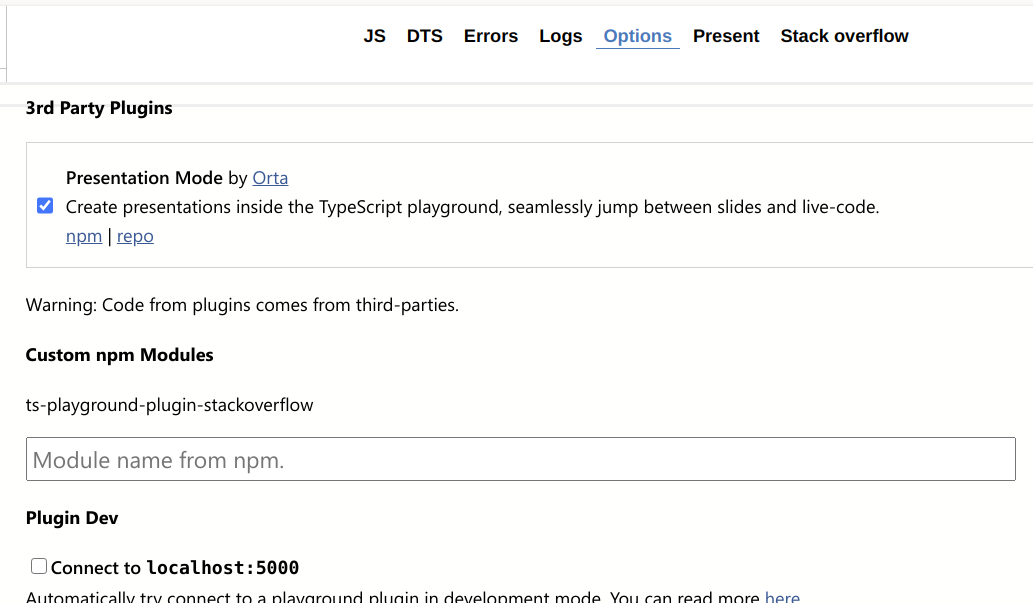 JS DTS Errors Logs Options Present Stack overflow
3rd Party Plugins
Presentation Mode by Orta
Create presentations inside the TypeScript playground, seamlessly jump between slides and live-code.
npm | repo
Warning: Code from plugins comes from third-parties.
Custom npm Modules
ts-playground-plugin-stackoverflow
Module name from npm.
Plugin Dev
Connect to localhost:5000
Automatically try connect to a playground plugin in development mode. You can read more here